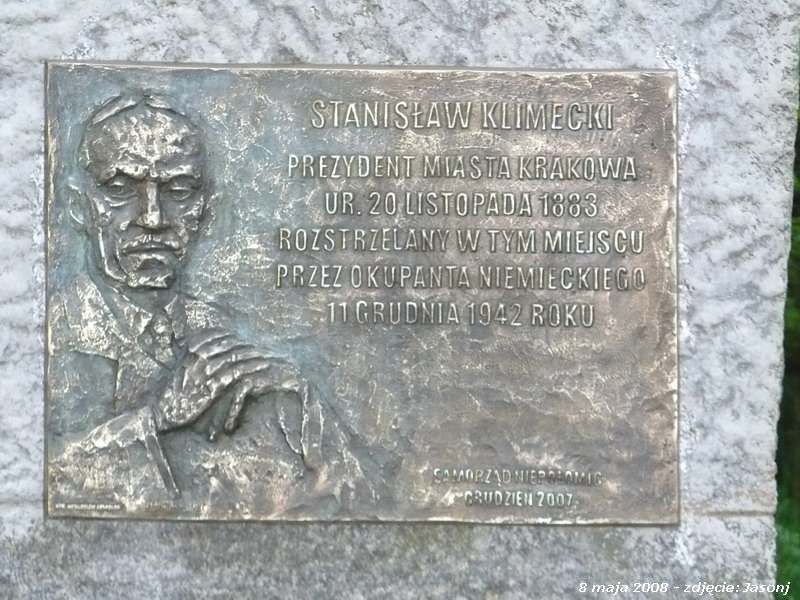 STANISŁAW KLIMECKI
PREZYDENT MIASTA KRAKOWA
UR. 20 LISTOPADA 1883
ROZSTRZELANY W TYM MIEJSCU
PRZEZ OKUPANTA NIEMIECKIEGO
11 GRUDNIA 1942 ROKU
SAMORZĄD NIEPOŁOMIC
GRUDZIEŃ 2007
8 maja 2008 - zdjęcie: Jasonj